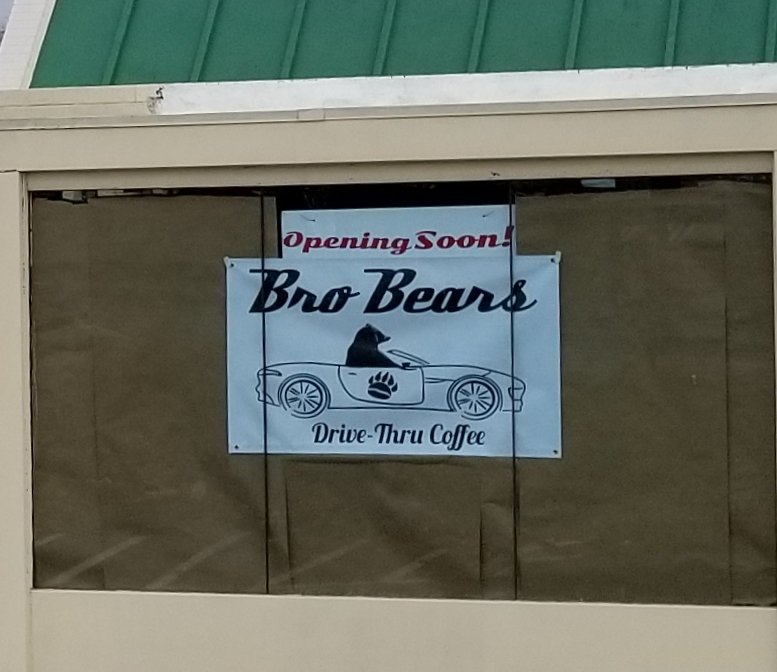 Opening Soon!
Bro Bears
Drive-Thru Coffee